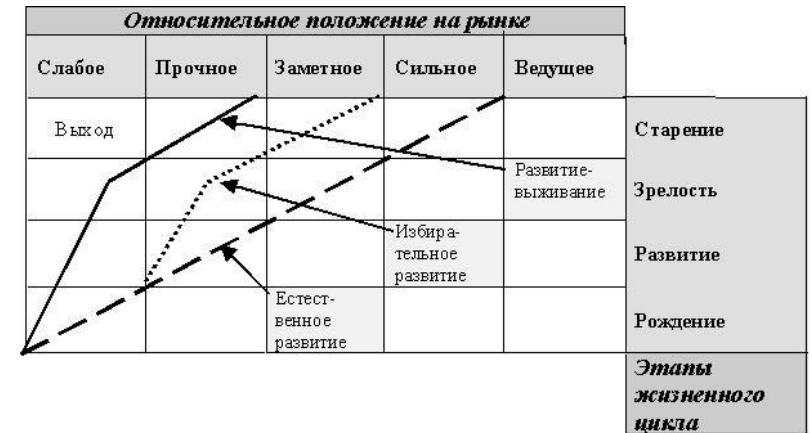 Относительное положение на рынке
Слабое
Прочное
Заметное
Сильное
Ведущее
Выход
Старение
Развитие-
выживание
Зрелость
Избира-
тельное
развитие
Развитие
Естест-
венное
развитие
Рождение
Этапы
жизненного
цикла